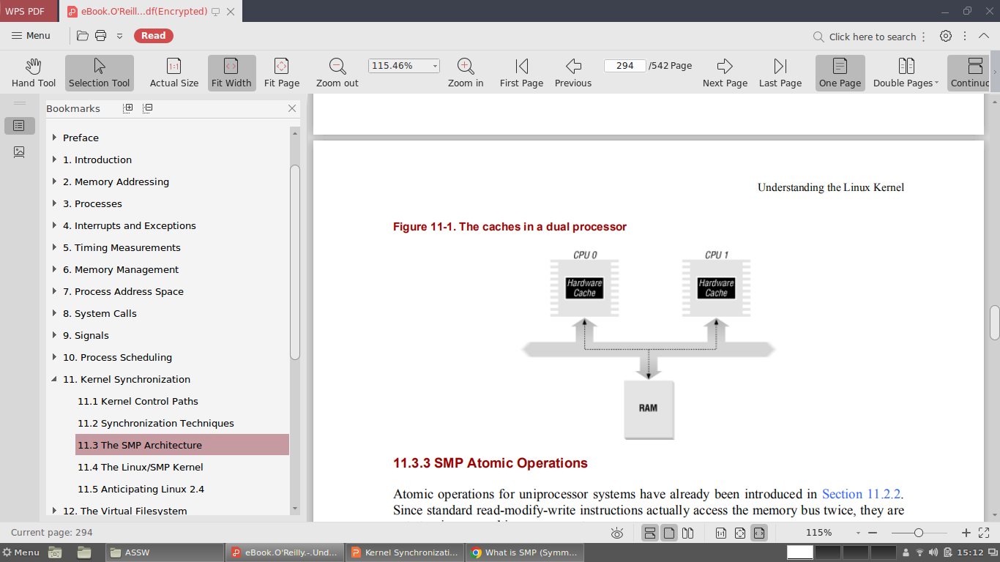 WPS PDF
eBook.O'Reill...df(Encrypted)
Menu
Read
Click here to search
Hand Tool
Selection Tool
1:1
Actual Size
Fit Width
Fit Page
Zoom out
115.46%
Zoom in
First Page
Previous
294 /542 Page
Next Page
Last Page
One Page
Double Pages
Continuc
Bookmarks
Preface
1. Introduction
2. Memory Addressing
3. Processes
4. Interrupts and Exceptions
5. Timing Measurements
6. Memory Management
7. Process Address Space
8. System Calls
9. Signals
10. Process Scheduling
11. Kernel Synchronization
11.1 Kernel Control Paths
11.2 Synchronization Techniques
11.3 The SMP Architecture
11.4 The Linux/SMP Kernel
11.5 Anticipating Linux 2.4
12. The Virtual Filesystem
Understanding the Linux Kernel
Figure 11-1. The caches in a dual processor
CPU 0
CPU 1
Hardware
Cache
Hardware
Cache
RAM
11.3.3 SMP Atomic Operations
Atomic operations for uniprocessor systems have already been introduced in Section 11.2.2.
Since standard read-modify-write instructions actually access the memory bus twice, they are
Current page: 294
1:1
115%
Menu
ASSW
eBook.O'Reilly.-.Und...
Kernel Synchronizati...
What is SMP (Symm...
15:12